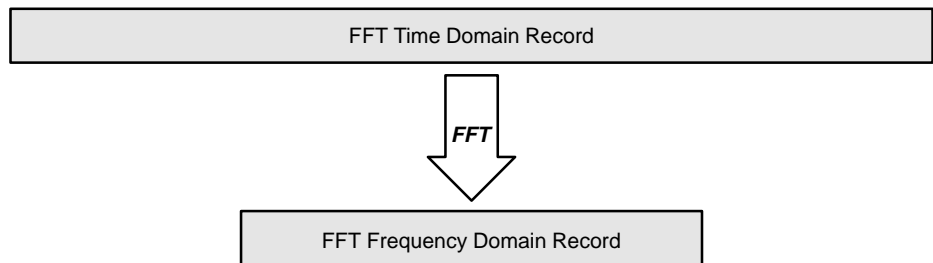 FFT Time Domain Record
FFT
FFT Frequency Domain Record